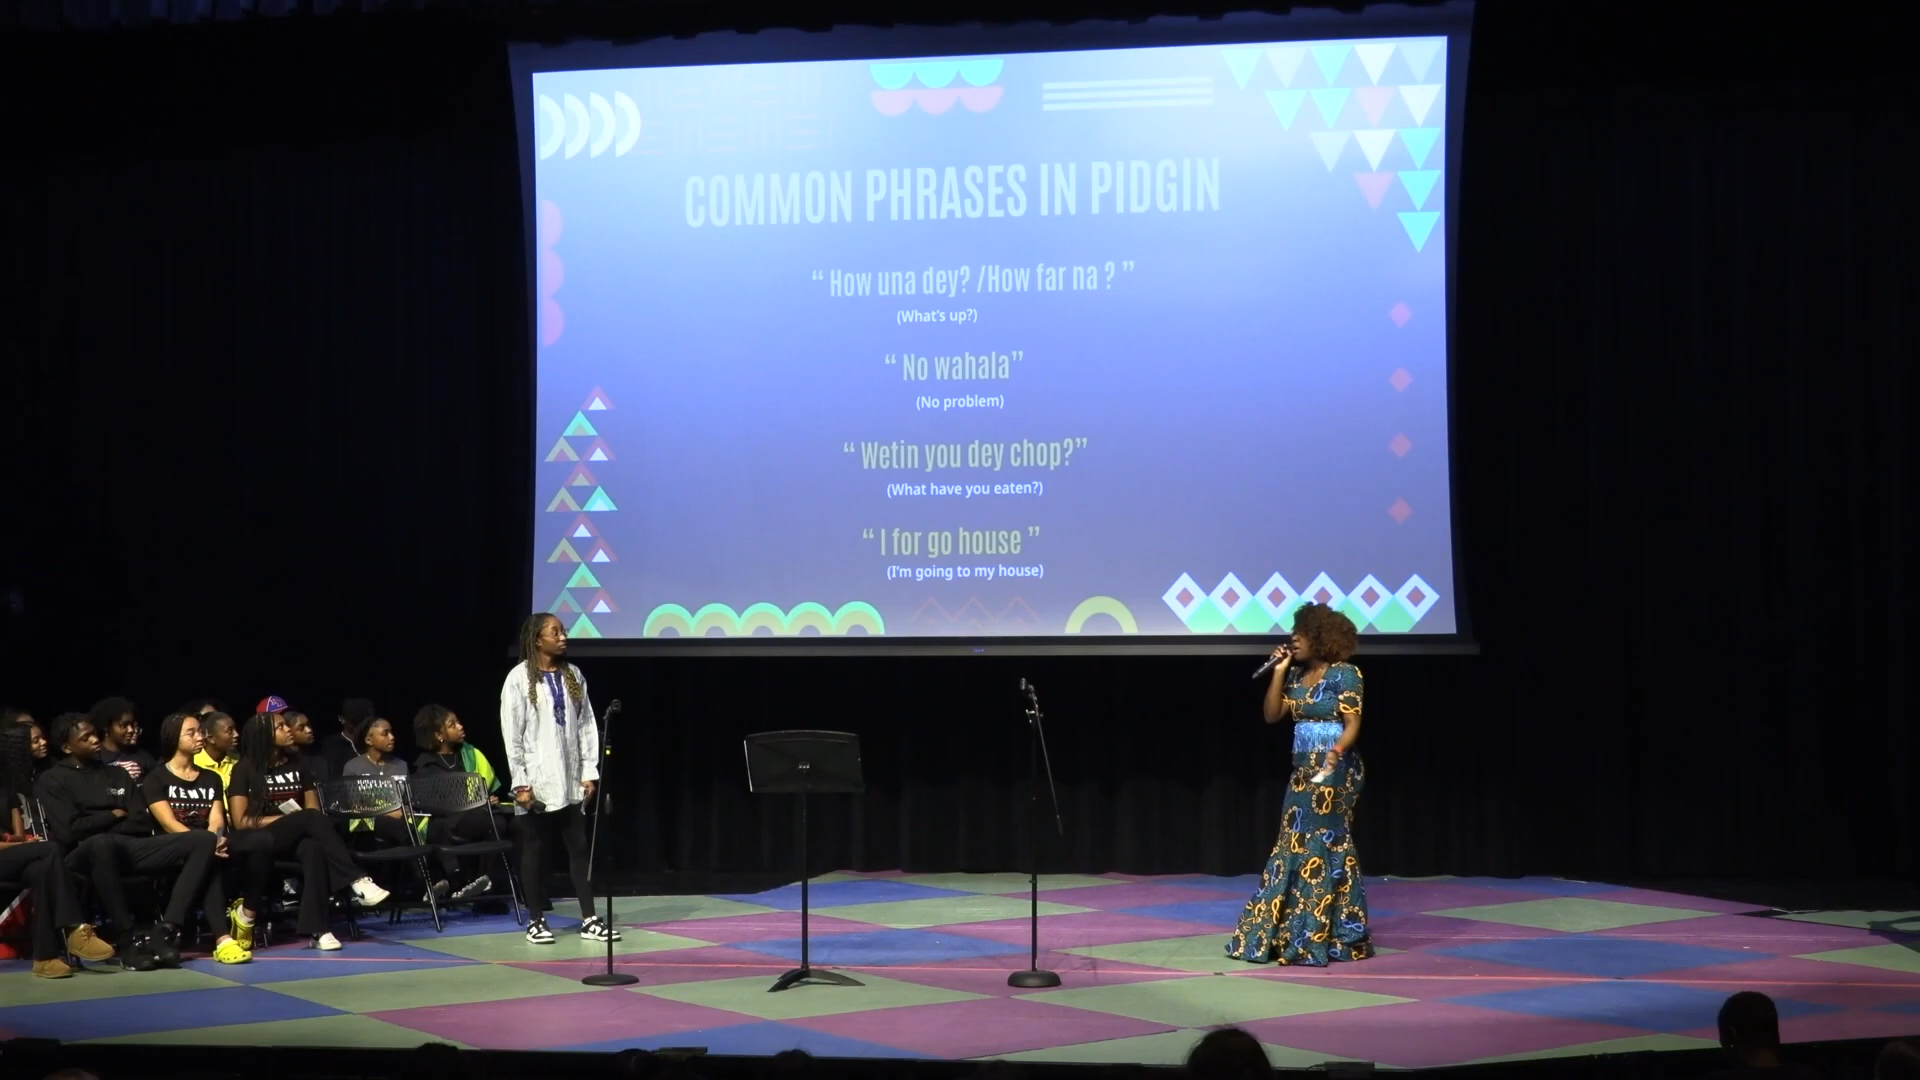 COMMON PHRASES IN PIDGIN
“ How una dey? /How far na ? ”
(What's up?)
“ No wahala”
(No problem)
“ Wetin you dey chop?”
(What have you eaten?)
“ I for go house ”
(I'm going to my house)
KENYA